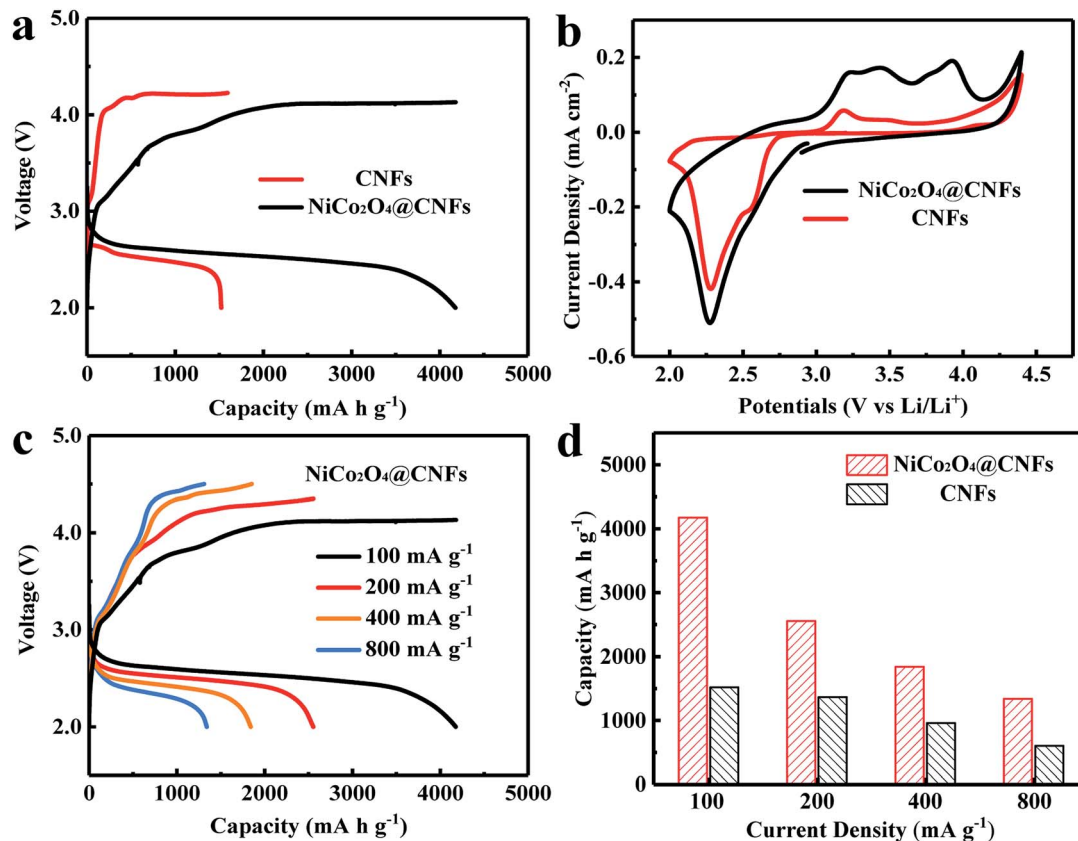 a
5.0
4.0
3.0
2.0
Voltage (V)
CNFs
NiCo₂O₄@CNFs
0 1000 2000 3000 4000 5000
Capacity (mA h g⁻¹)
b
0.2
0.0
-0.2
-0.4
-0.6
Current Density (mA cm⁻²)
NiCo₂O₄@CNFs
CNFs
2.0 2.5 3.0 3.5 4.0 4.5
Potentials (V vs Li/Li⁺)
c
5.0
4.0
3.0
2.0
Voltage (V)
NiCo₂O₄@CNFs
100 mA g⁻¹
200 mA g⁻¹
400 mA g⁻¹
800 mA g⁻¹
0 1000 2000 3000 4000 5000
Capacity (mA h g⁻¹)
d
5000
4000
3000
2000
1000
0
Capacity (mA h g⁻¹)
NiCo₂O₄@CNFs
CNFs
100 200 400 800
Current Density (mA g⁻¹)